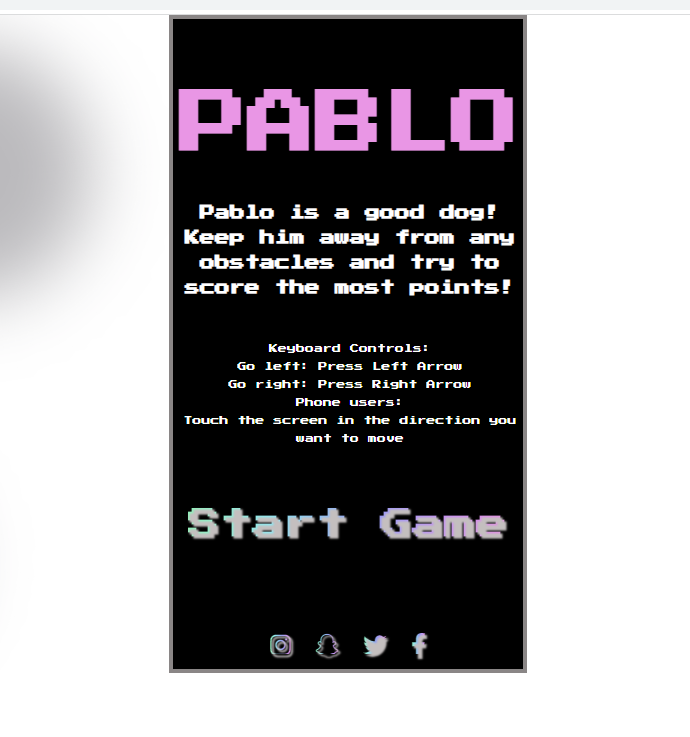 PABLO
Pablo is a good dog!
Keep him away from any
obstacles and try to
score the most points!
Keyboard Controls:
Go left: Press Left Arrow
Go right: Press Right Arrow
Phone users:
Touch the screen in the direction you
want to move
Start Game